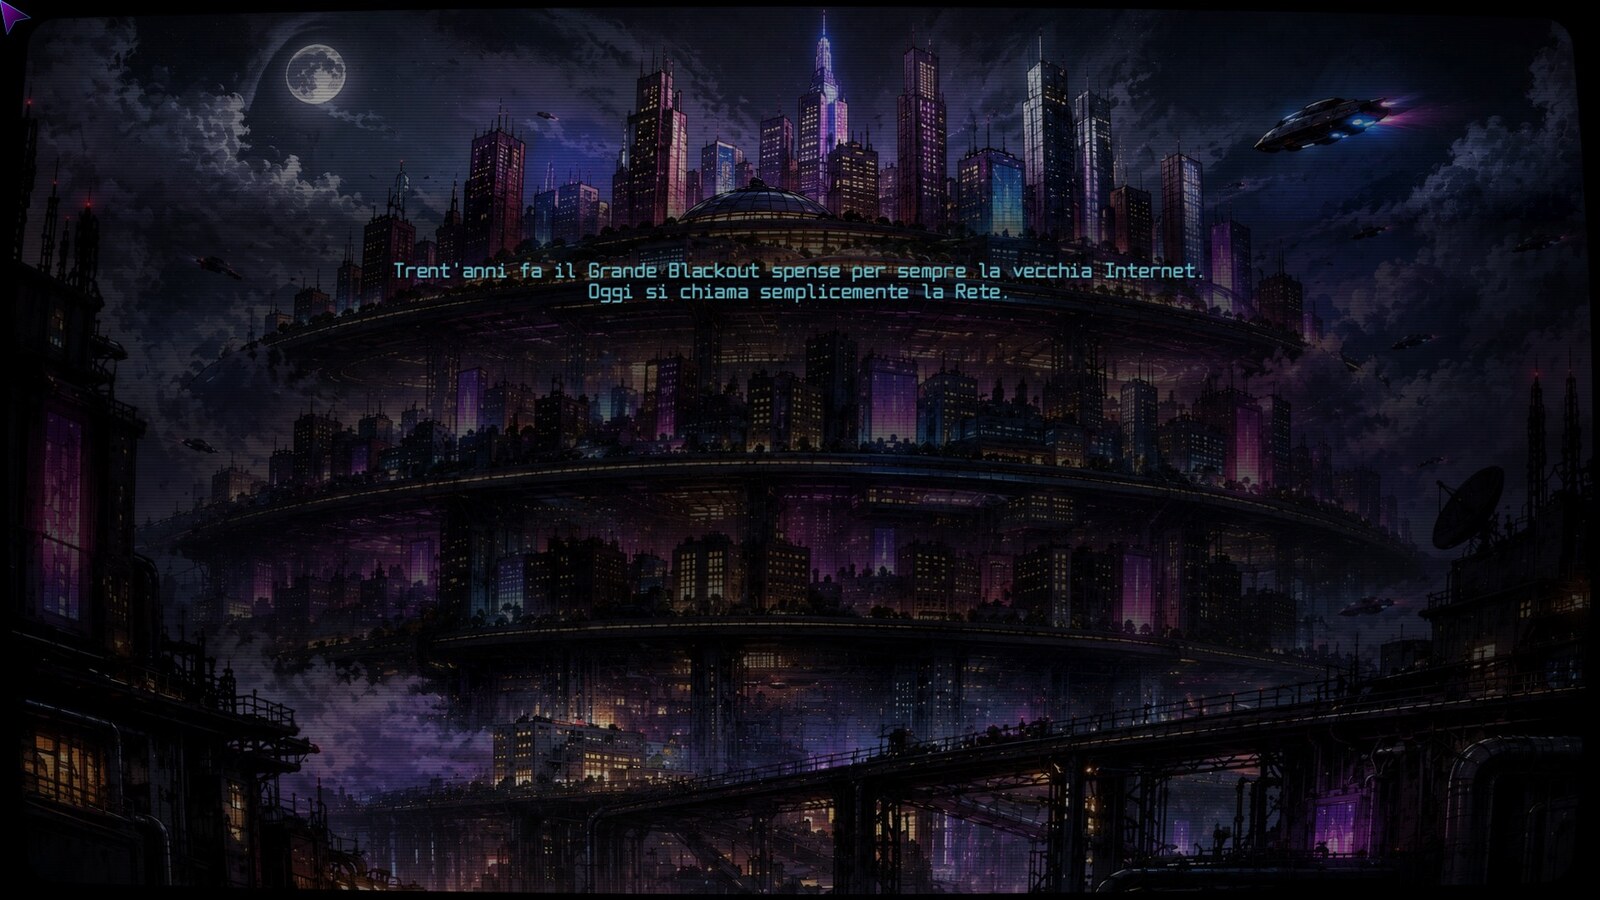 Trent'anni fa il Grande Blackout spense per sempre la vecchia Internet.
Oggi si chiama semplicemente la Rete.